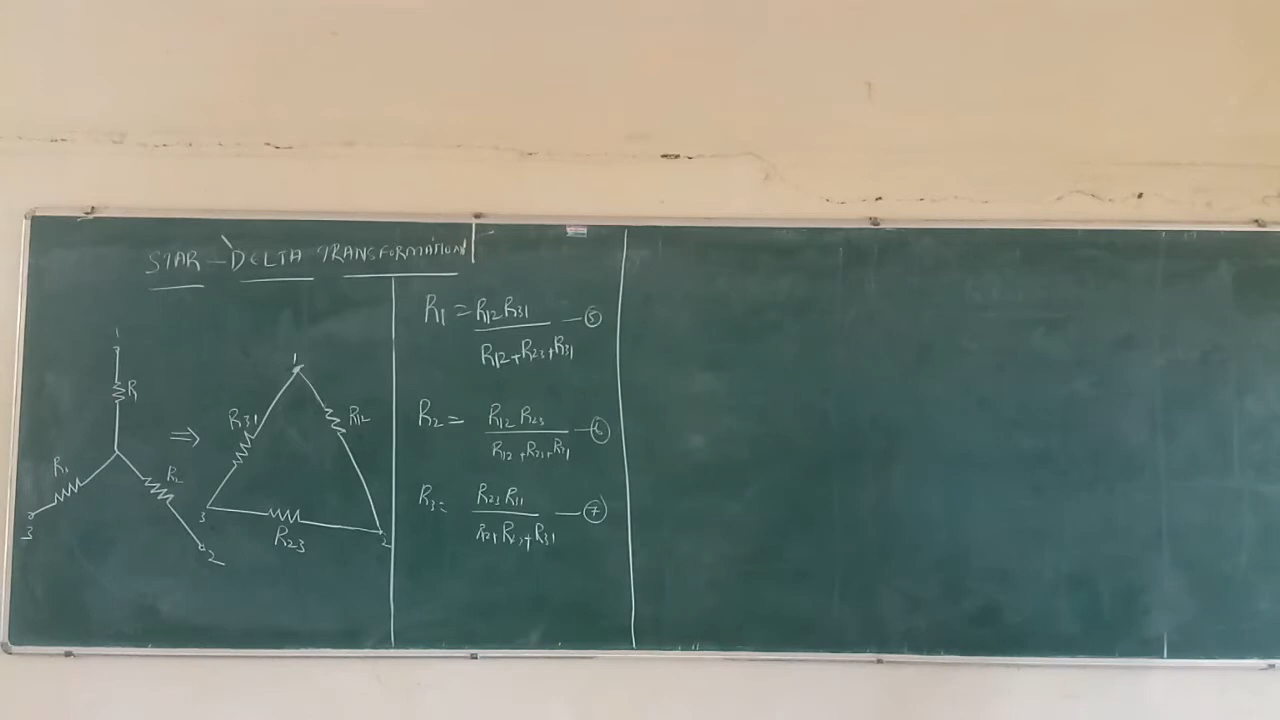 STAR - DELTA TRANSFORMATION
1
R
R1
R2
3
2
⇒
1
R31
R12
3
2
R23
R1 = R12 R31 / R12 + R23 + R31 — ⑤
R2 = R12 R23 / R12 + R23 + R31 — ⑥
R3 = R23 R31 / R12 + R23 + R31 — ⑦